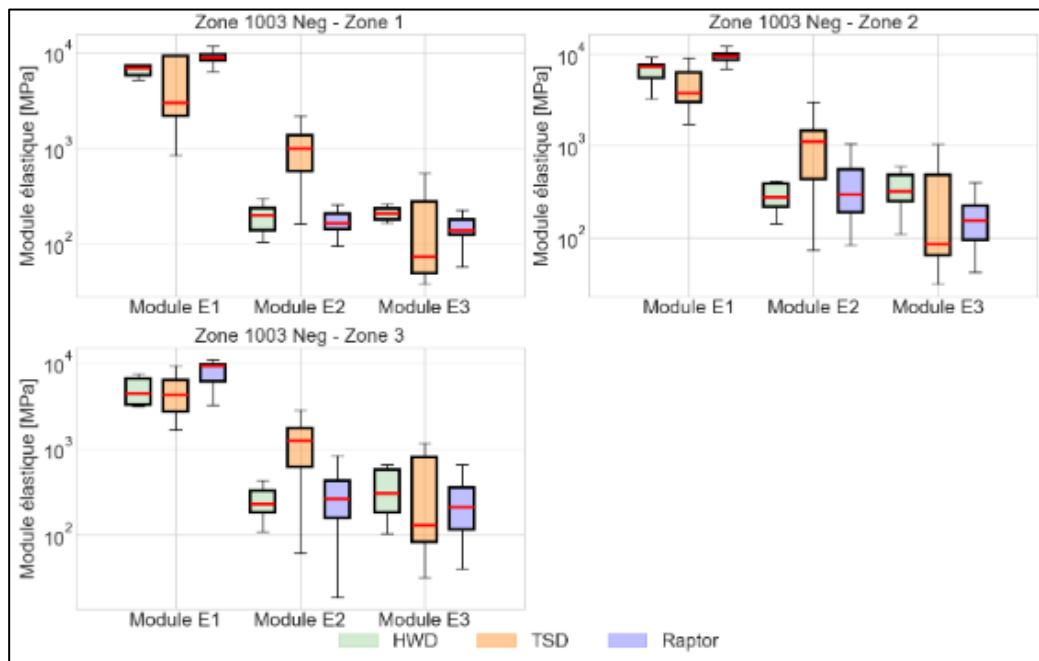 Zone 1003 Neg - Zone 1
Module élastique [MPa]
10⁴
10³
10²
Module E1 Module E2 Module E3
Zone 1003 Neg - Zone 2
Module élastique [MPa]
10⁴
10³
10²
Module E1 Module E2 Module E3
Zone 1003 Neg - Zone 3
Module élastique [MPa]
10⁴
10³
10²
Module E1 Module E2 Module E3
HWD TSD Raptor